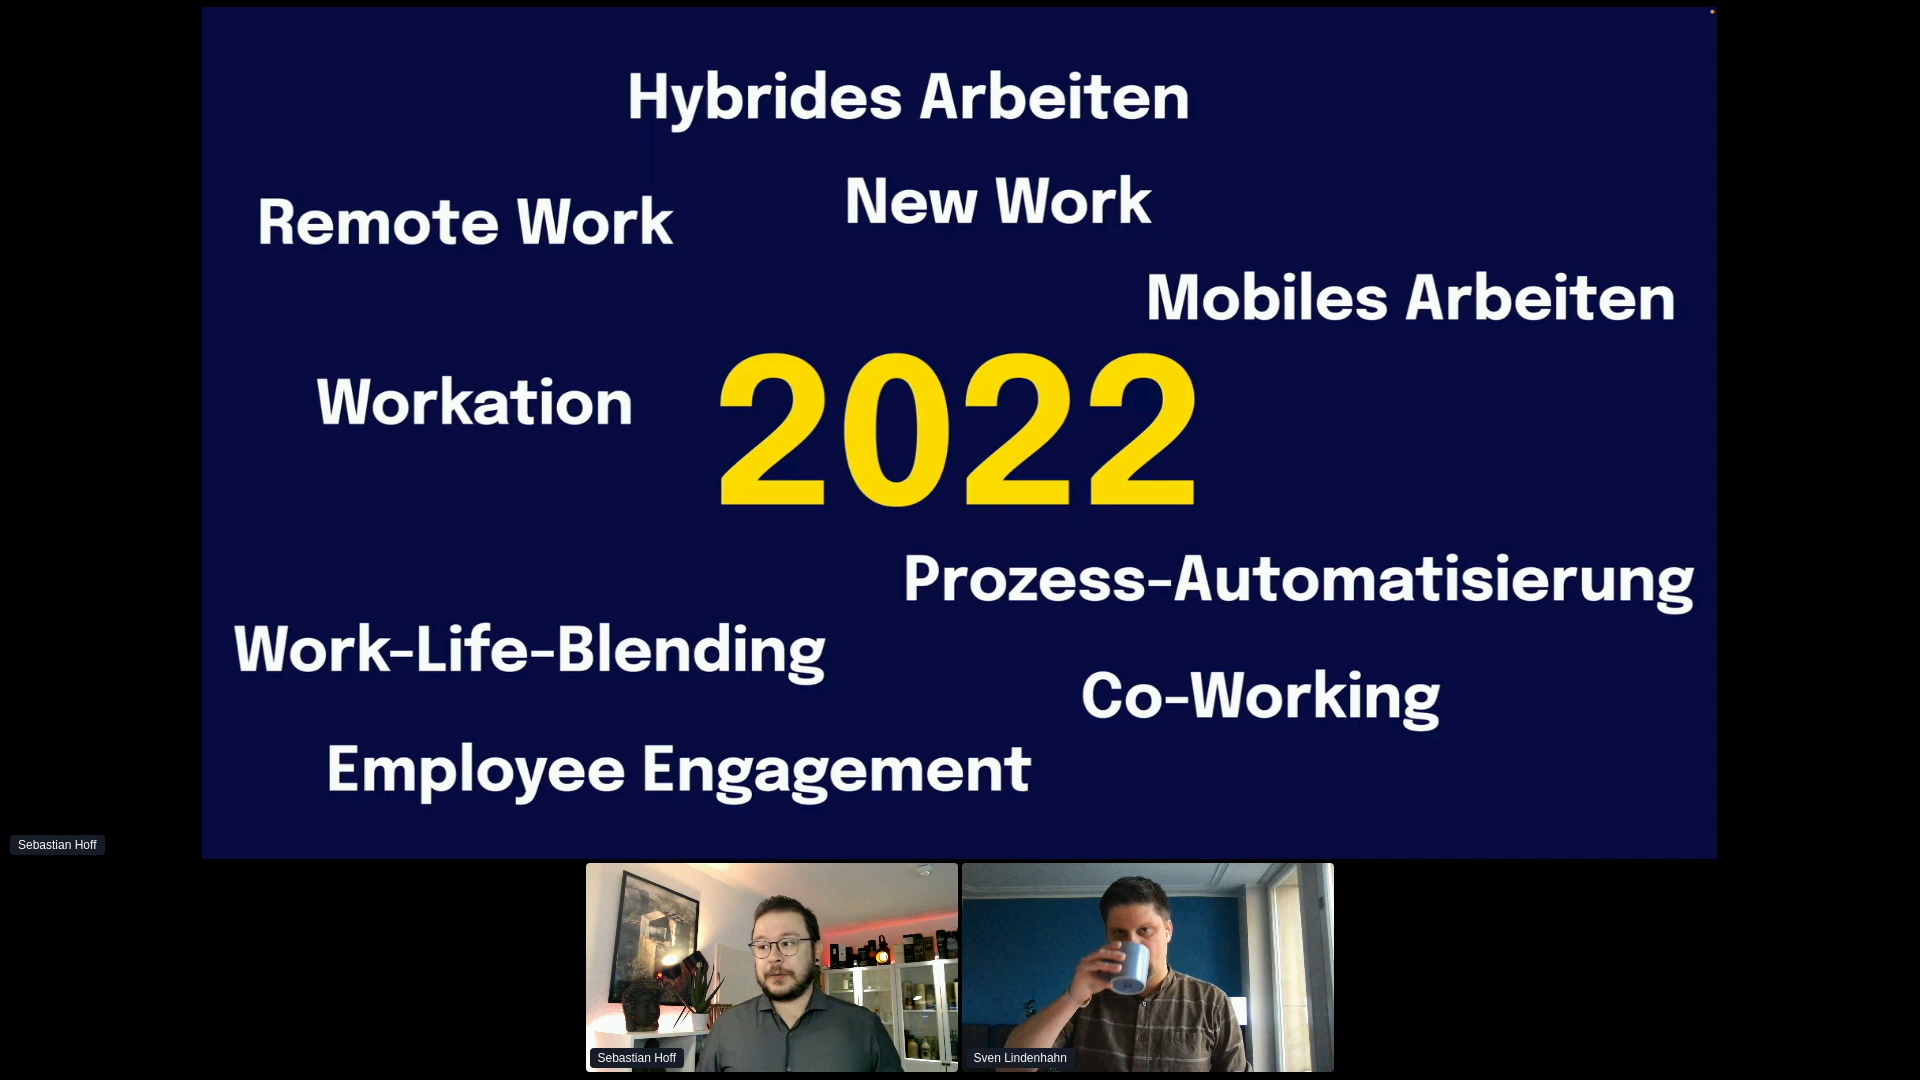 Hybrides Arbeiten
New Work
Remote Work
Mobiles Arbeiten
Workation
2022
Prozess-Automatisierung
Work-Life-Blending
Co-Working
Employee Engagement
Sebastian Hoff
Sebastian Hoff
Sven Lindenhahn